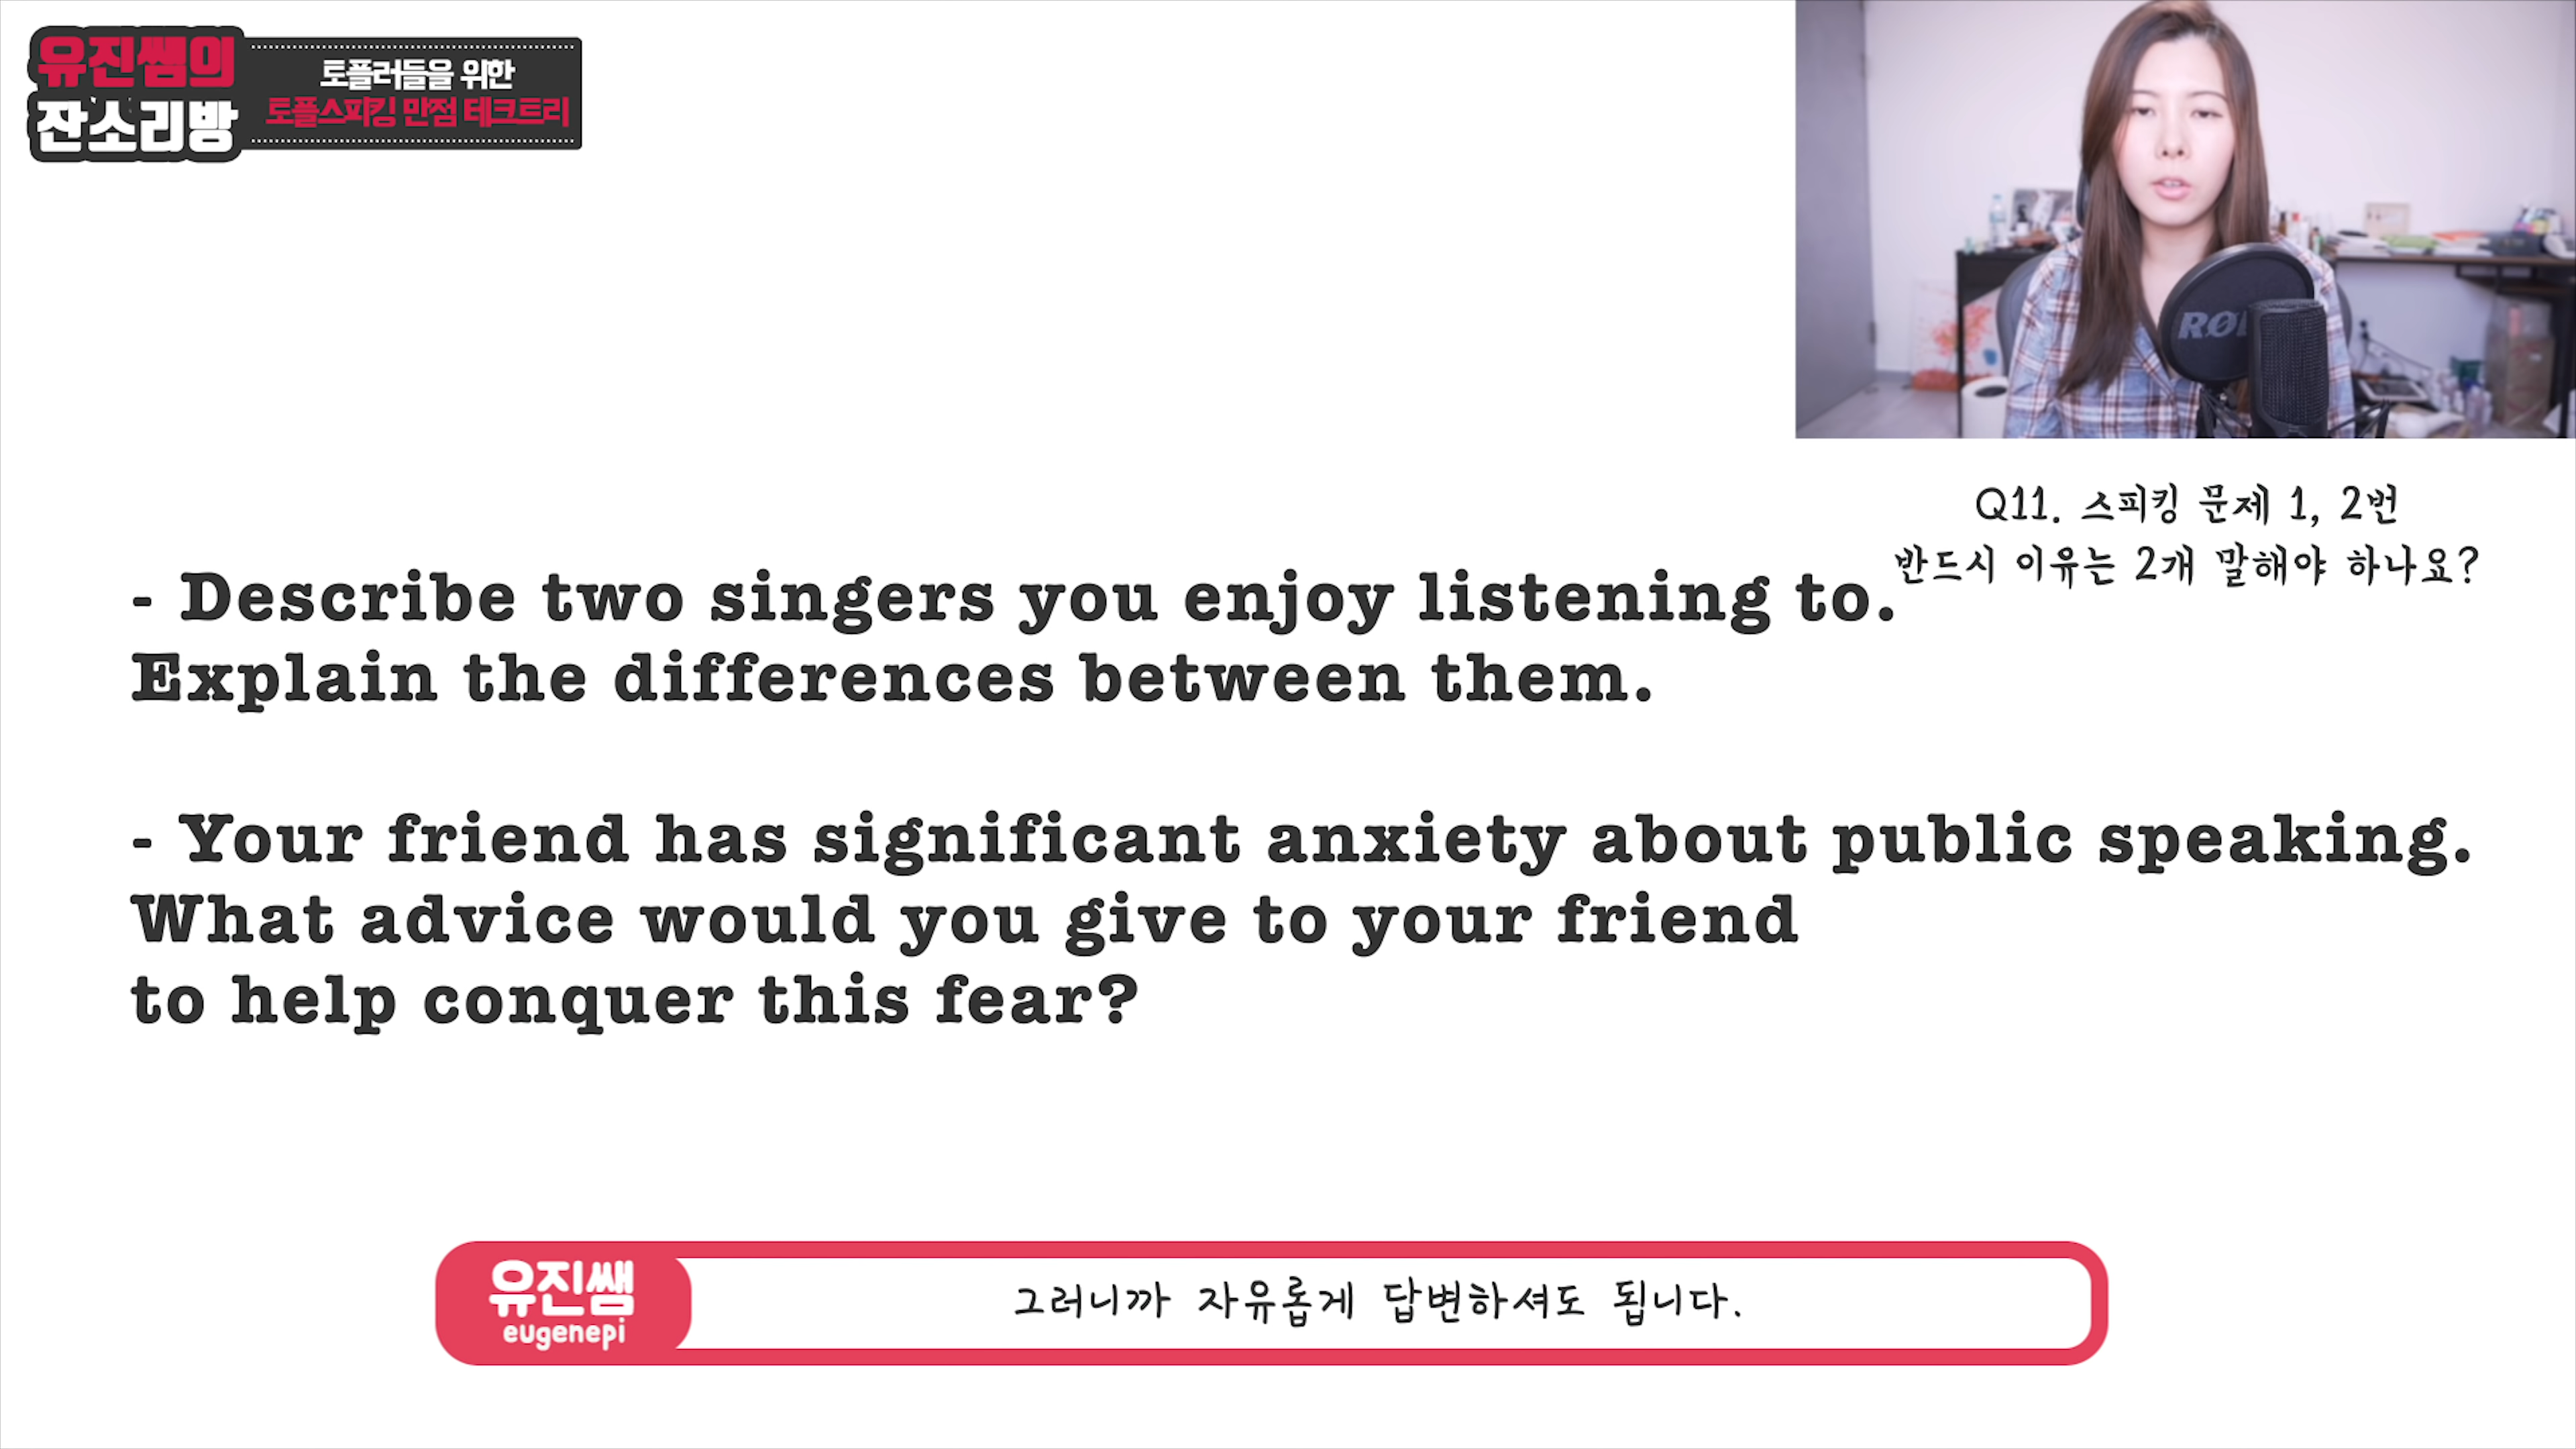 유진쌤의
잔소리방
토플러들을 위한
토플스피킹 만점 테크트리
RØ
Q11. 스피킹 문제 1, 2번
반드시 이유는 2개 말해야 하나요?
- Describe two singers you enjoy listening to.
Explain the differences between them.
- Your friend has significant anxiety about public speaking.
What advice would you give to your friend
to help conquer this fear?
유진쌤
eugenepi
그러니까 자유롭게 답변하셔도 됩니다.